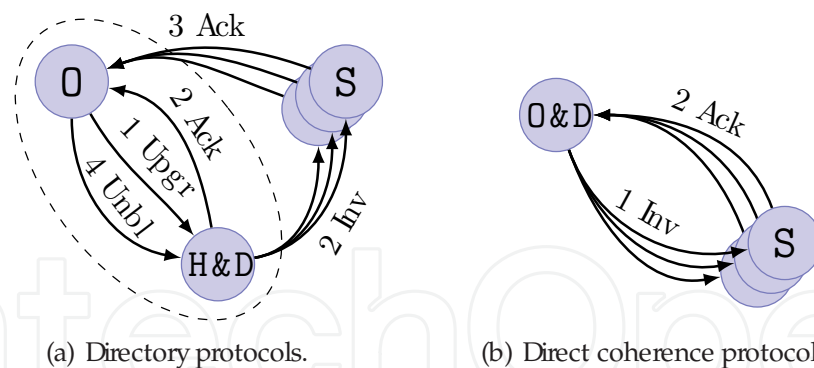 3 Ack
O
S
2 Ack
1 Upgr
4 Unbl
2 Inv
H&D
(a) Directory protocols.
O&D
2 Ack
1 Inv
S
(b) Direct coherence protocol